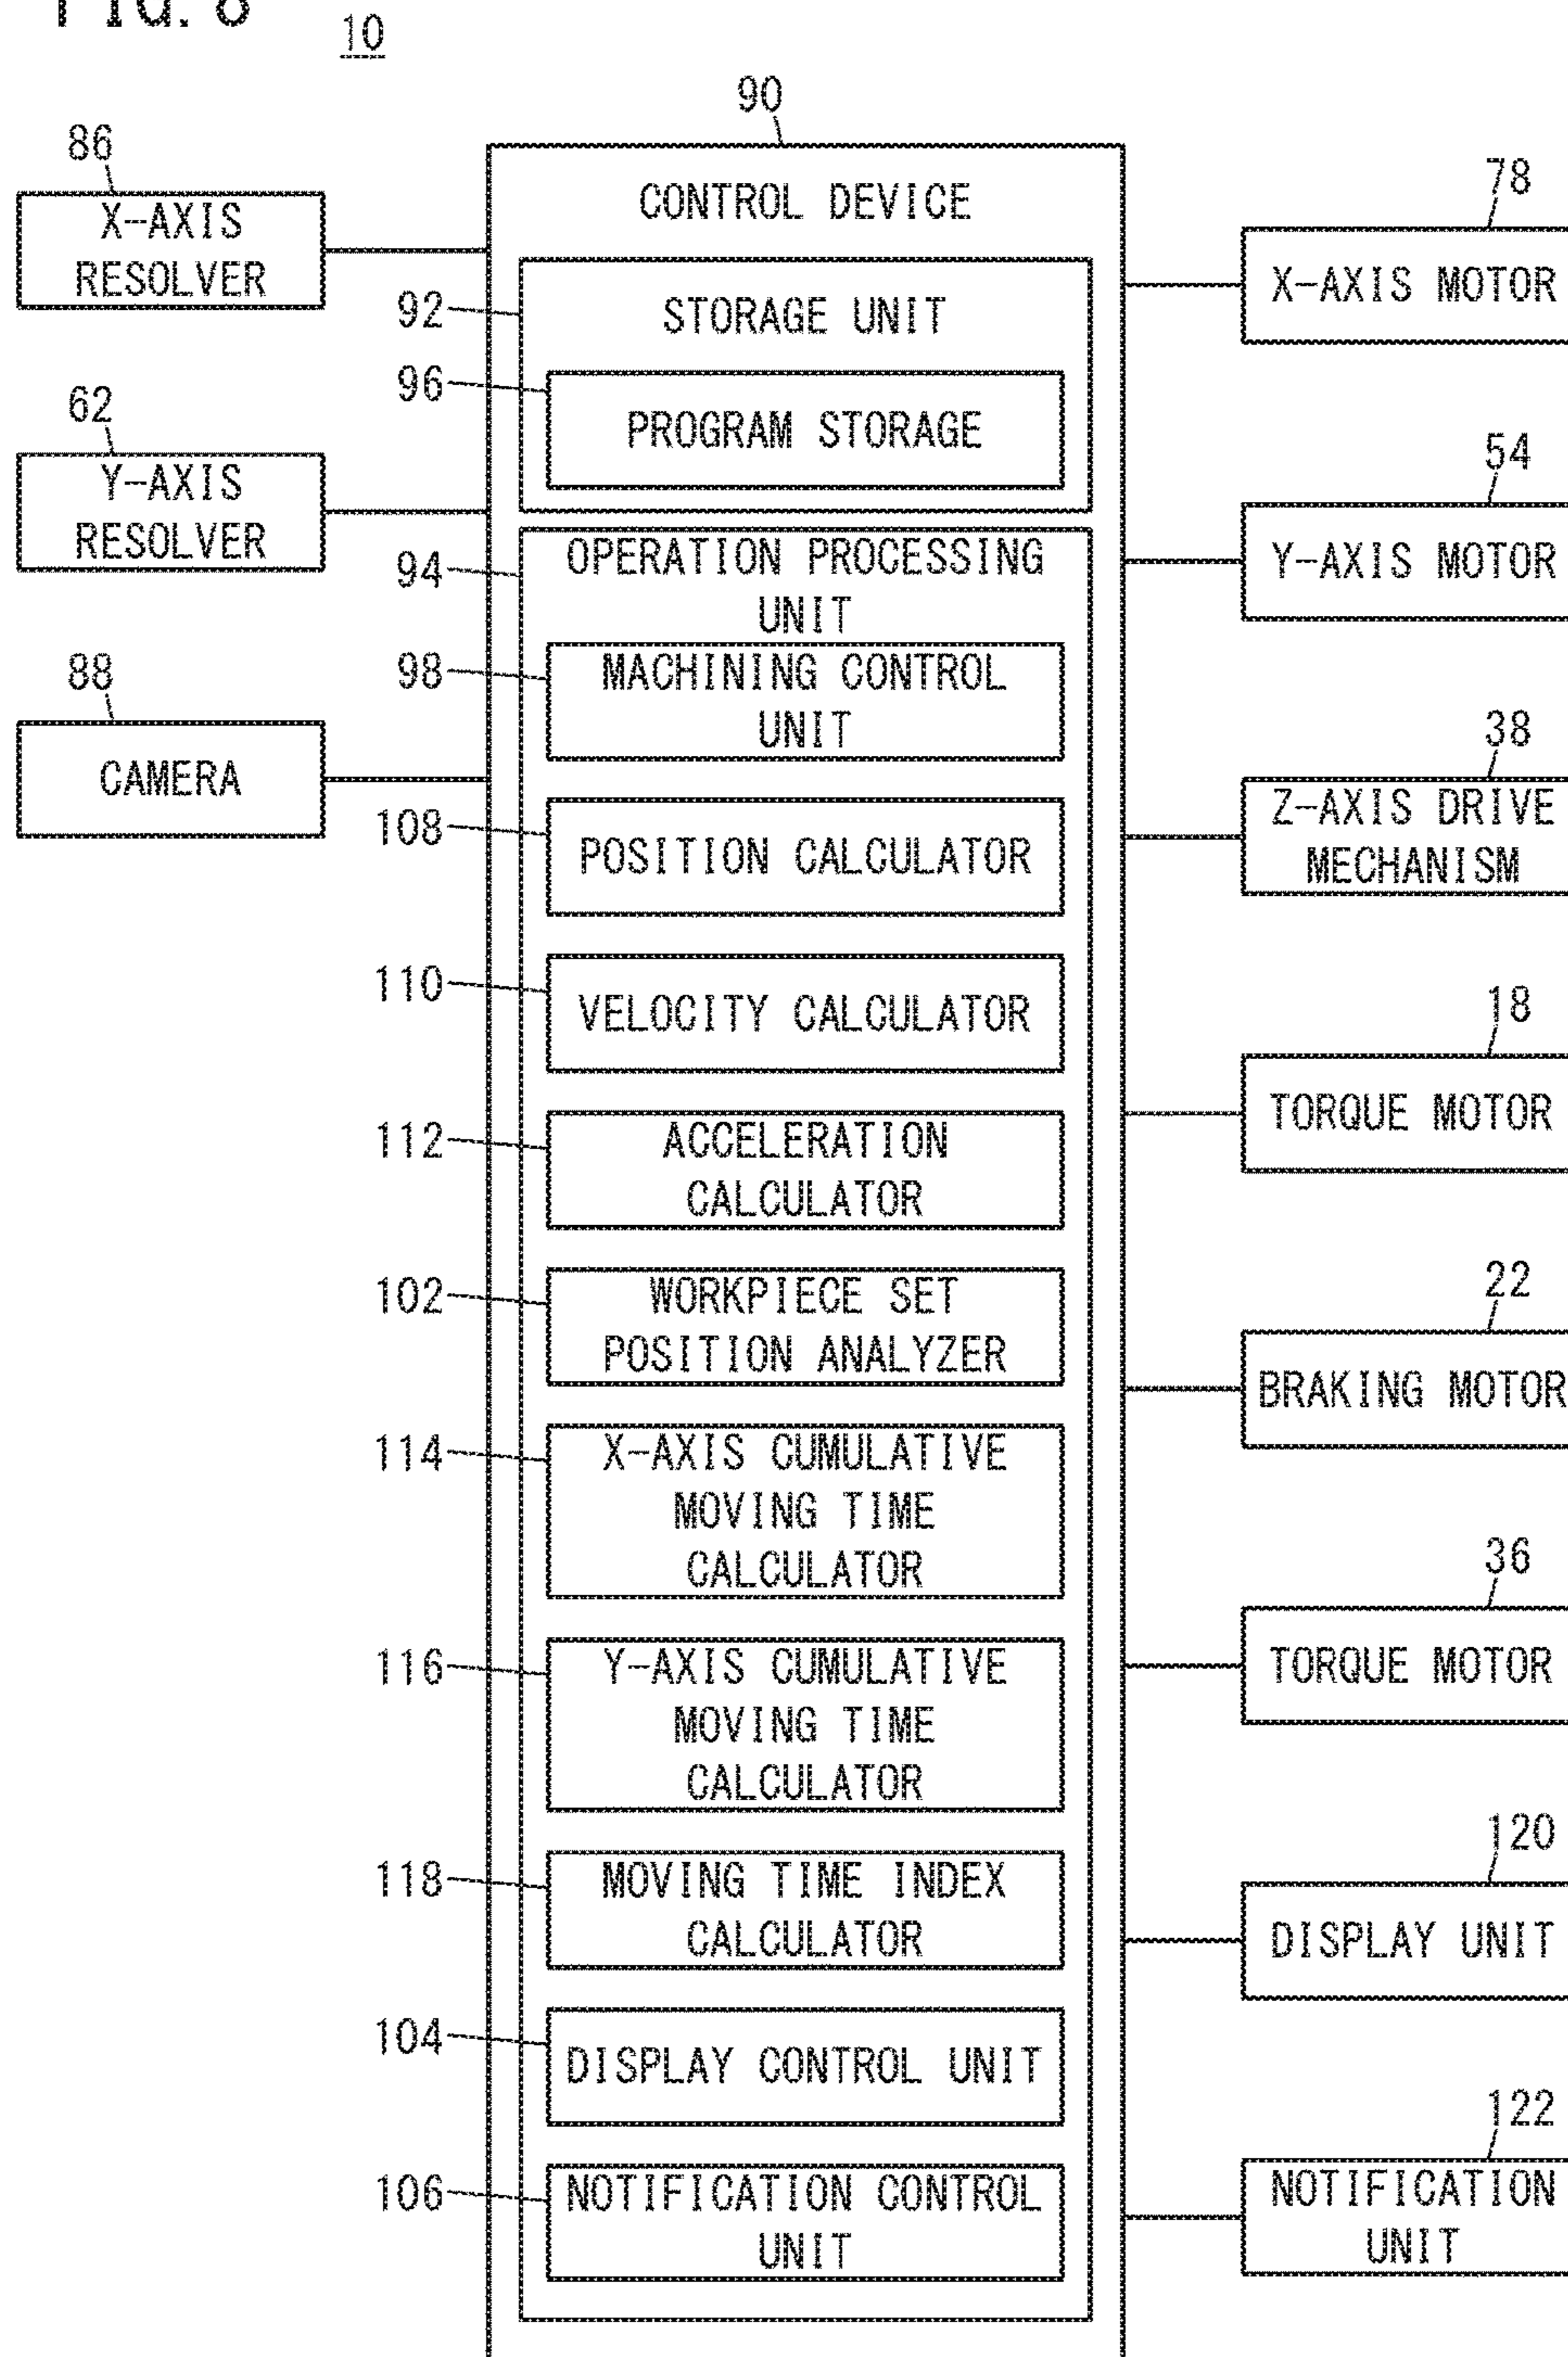 FIG. 8
10
90
86
X-AXIS
RESOLVER
62
Y-AXIS
RESOLVER
88
CAMERA
CONTROL DEVICE
92
STORAGE UNIT
96
PROGRAM STORAGE
94
OPERATION PROCESSING
UNIT
98
MACHINING CONTROL
UNIT
108
POSITION CALCULATOR
110
VELOCITY CALCULATOR
112
ACCELERATION
CALCULATOR
102
WORKPIECE SET
POSITION ANALYZER
114
X-AXIS CUMULATIVE
MOVING TIME
CALCULATOR
116
Y-AXIS CUMULATIVE
MOVING TIME
CALCULATOR
118
MOVING TIME INDEX
CALCULATOR
104
DISPLAY CONTROL UNIT
106
NOTIFICATION CONTROL
UNIT
78
X-AXIS MOTOR
54
Y-AXIS MOTOR
38
Z-AXIS DRIVE
MECHANISM
18
TORQUE MOTOR
22
BRAKING MOTOR
36
TORQUE MOTOR
120
DISPLAY UNIT
122
NOTIFICATION
UNIT